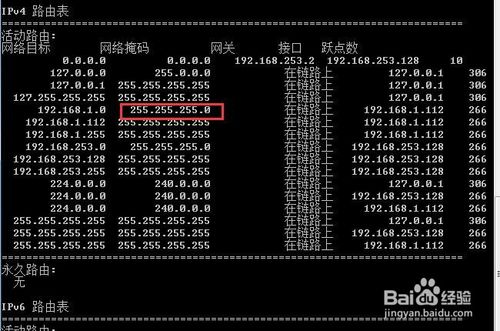 IPv4 路由表
===========================================================================
活动路由:
网络目标 网络掩码 网关 接口 跃点数
0.0.0.0 0.0.0.0 192.168.253.2 192.168.253.128 10
127.0.0.0 255.0.0.0 在链路上 127.0.0.1 306
127.0.0.1 255.255.255.255 在链路上 127.0.0.1 306
127.255.255.255 255.255.255.255 在链路上 127.0.0.1 306
192.168.1.0 255.255.255.0 在链路上 192.168.1.112 266
192.168.1.112 255.255.255.255 在链路上 192.168.1.112 266
192.168.1.255 255.255.255.255 在链路上 192.168.1.112 266
192.168.253.0 255.255.255.0 在链路上 192.168.253.128 266
192.168.253.128 255.255.255.255 在链路上 192.168.253.128 266
192.168.253.255 255.255.255.255 在链路上 192.168.253.128 266
224.0.0.0 240.0.0.0 在链路上 127.0.0.1 306
224.0.0.0 240.0.0.0 在链路上 192.168.253.128 266
224.0.0.0 240.0.0.0 在链路上 192.168.1.112 266
255.255.255.255 255.255.255.255 在链路上 127.0.0.1 306
255.255.255.255 255.255.255.255 在链路上 192.168.253.128 266
255.255.255.255 255.255.255.255 在链路上 192.168.1.112 266
===========================================================================
永久路由:
无
IPv6 路由表
===========================================================================
活动路由:
Baidu 经验
jingyan.baidu.com